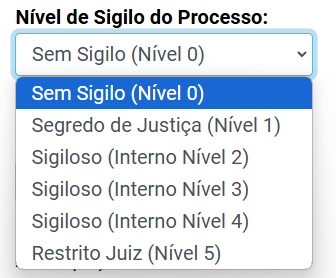 Nível de Sigilo do Processo:
Sem Sigilo (Nível 0)
Sem Sigilo (Nível 0)
Segredo de Justiça (Nível 1)
Sigiloso (Interno Nível 2)
Sigiloso (Interno Nível 3)
Sigiloso (Interno Nível 4)
Restrito Juiz (Nível 5)